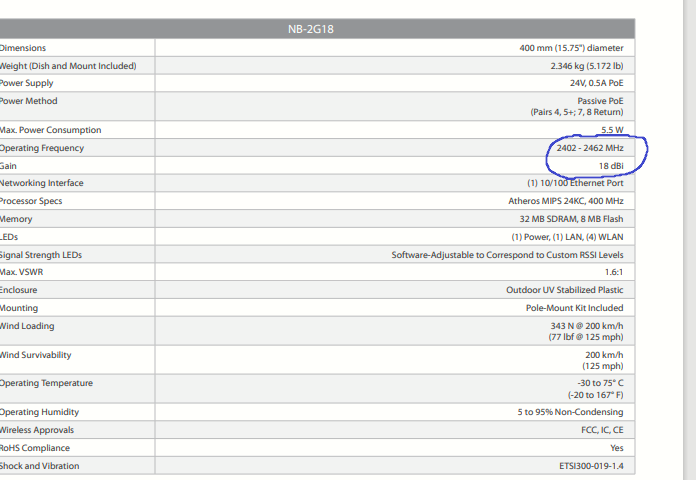 NB-2G18
Dimensions 400 mm (15.75") diameter
Weight (Dish and Mount Included) 2.346 kg (5.172 lb)
Power Supply 24V, 0.5A PoE
Power Method Passive PoE
(Pairs 4, 5+; 7, 8 Return)
Max. Power Consumption 5.5 W
Operating Frequency 2402 - 2462 MHz
Gain 18 dBi
Networking Interface (1) 10/100 Ethernet Port
Processor Specs Atheros MIPS 24KC, 400 MHz
Memory 32 MB SDRAM, 8 MB Flash
LEDs (1) Power, (1) LAN, (4) WLAN
Signal Strength LEDs Software-Adjustable to Correspond to Custom RSSI Levels
Max. VSWR 1.6:1
Enclosure Outdoor UV Stabilized Plastic
Mounting Pole-Mount Kit Included
Wind Loading 343 N @ 200 km/h
(77 lbf @ 125 mph)
Wind Survivability 200 km/h
(125 mph)
Operating Temperature -30 to 75° C
(-20 to 167° F)
Operating Humidity 5 to 95% Non-Condensing
Wireless Approvals FCC, IC, CE
RoHS Compliance Yes
Shock and Vibration ETSI300-019-1.4